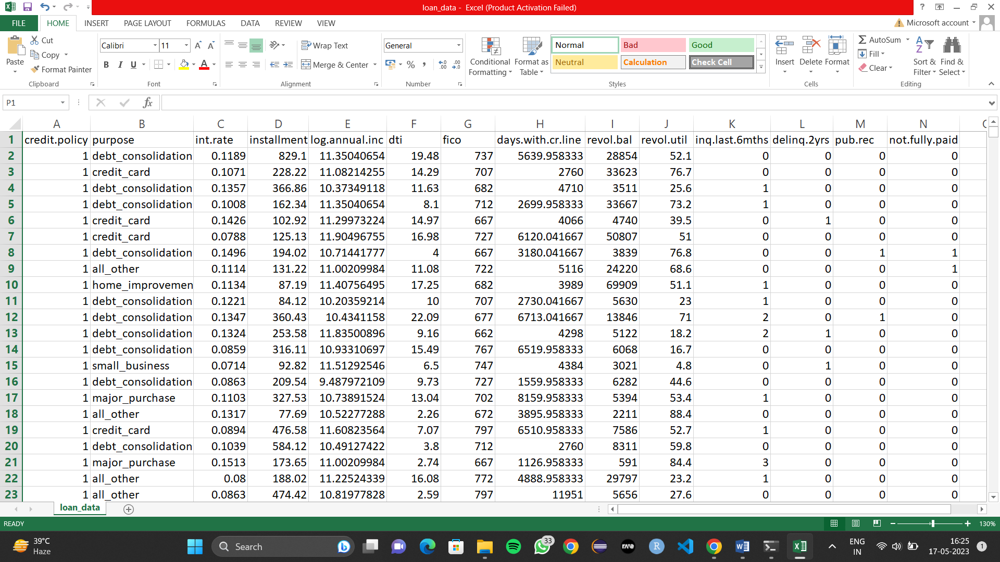 loan_data - Excel (Product Activation Failed)
FILE HOME INSERT PAGE LAYOUT FORMULAS DATA REVIEW VIEW Microsoft account
Paste Cut Copy Format Painter Clipboard
Calibri 11 B I U A Font
Wrap Text Merge & Center Alignment
General % Number
Conditional Formatting Format as Table
Normal Bad Good
Neutral Calculation Check Cell
Styles
Insert Delete Format Cells
AutoSum Fill Clear Sort & Filter Find & Select Editing
P1 fx
A B C D E F G H I J K L M N
1 credit.policy purpose int.rate installment log.annual.inc dti fico days.with.cr.line revol.bal revol.util inq.last.6mths delinq.2yrs pub.rec not.fully.paid
2 1 debt_consolidation 0.1189 829.1 11.35040654 19.48 737 5639.958333 28854 52.1 0 0 0 0
3 1 credit_card 0.1071 228.22 11.08214255 14.29 707 2760 33623 76.7 0 0 0 0
4 1 debt_consolidation 0.1357 366.86 10.37349118 11.63 682 4710 3511 25.6 1 0 0 0
5 1 debt_consolidation 0.1008 162.34 11.35040654 8.1 712 2699.958333 33667 73.2 1 0 0 0
6 1 credit_card 0.1426 102.92 11.29973224 14.97 667 4066 4740 39.5 0 1 0 0
7 1 credit_card 0.0788 125.13 11.90496755 16.98 727 6120.041667 50807 51 0 0 0 0
8 1 debt_consolidation 0.1496 194.02 10.71441777 4 667 3180.041667 3839 76.8 0 0 1 1
9 1 all_other 0.1114 131.22 11.00209984 11.08 722 5116 24220 68.6 0 0 0 1
10 1 home_improvemen 0.1134 87.19 11.40756495 17.25 682 3989 69909 51.1 1 0 0 0
11 1 debt_consolidation 0.1221 84.12 10.20359214 10 707 2730.041667 5630 23 1 0 0 0
12 1 debt_consolidation 0.1347 360.43 10.4341158 22.09 677 6713.041667 13846 71 2 0 1 0
13 1 debt_consolidation 0.1324 253.58 11.83500896 9.16 662 4298 5122 18.2 2 1 0 0
14 1 debt_consolidation 0.0859 316.11 10.93310697 15.49 767 6519.958333 6068 16.7 0 0 0 0
15 1 small_business 0.0714 92.82 11.51292546 6.5 747 4384 3021 4.8 0 1 0 0
16 1 debt_consolidation 0.0863 209.54 9.487972109 9.73 727 1559.958333 6282 44.6 0 0 0 0
17 1 major_purchase 0.1103 327.53 10.73891524 13.04 702 8159.958333 5394 53.4 1 0 0 0
18 1 all_other 0.1317 77.69 10.52277288 2.26 672 3895.958333 2211 88.4 0 0 0 0
19 1 credit_card 0.0894 476.58 11.60823564 7.07 797 6510.958333 7586 52.7 1 0 0 0
20 1 debt_consolidation 0.1039 584.12 10.49127422 3.8 712 2760 8311 59.8 0 0 0 0
21 1 major_purchase 0.1513 173.65 11.00209984 2.74 667 1126.958333 591 84.4 3 0 0 0
22 1 all_other 0.08 188.02 11.22524339 16.08 772 4888.958333 29797 23.2 1 0 0 0
23 1 all_other 0.0863 474.42 10.81977828 2.59 797 11951 5656 27.6 0 0 0 0
loan_data
READY 130%
39°C
Haze
Search
33
ENG
IN
16:25
17-05-2023
1